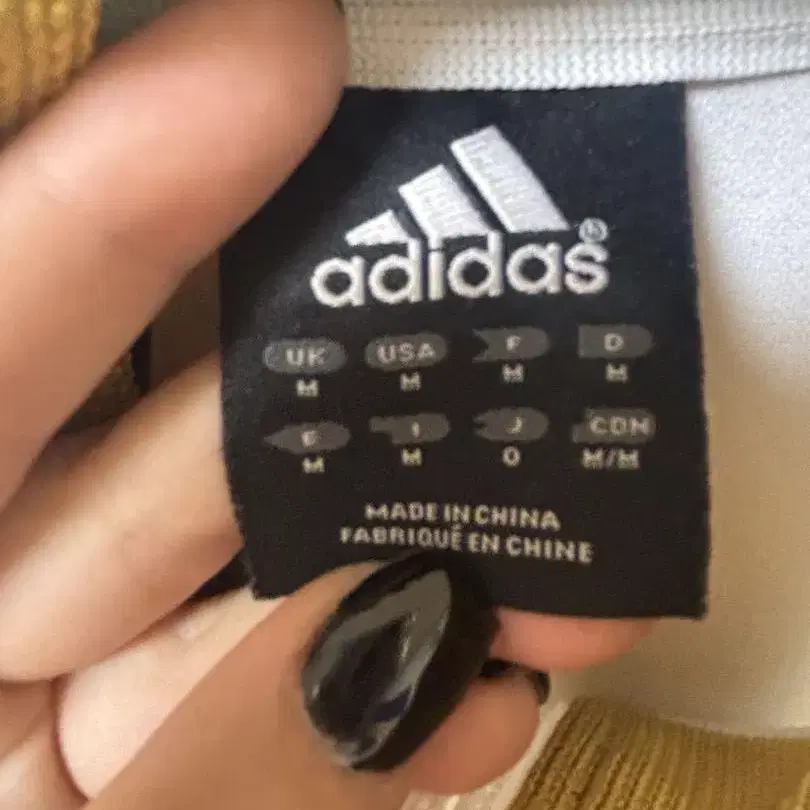 adidas®
UK USA F D
M M M M
E I J CDN
M M O M/M
MADE IN CHINA
FABRIQUÉ EN CHINE